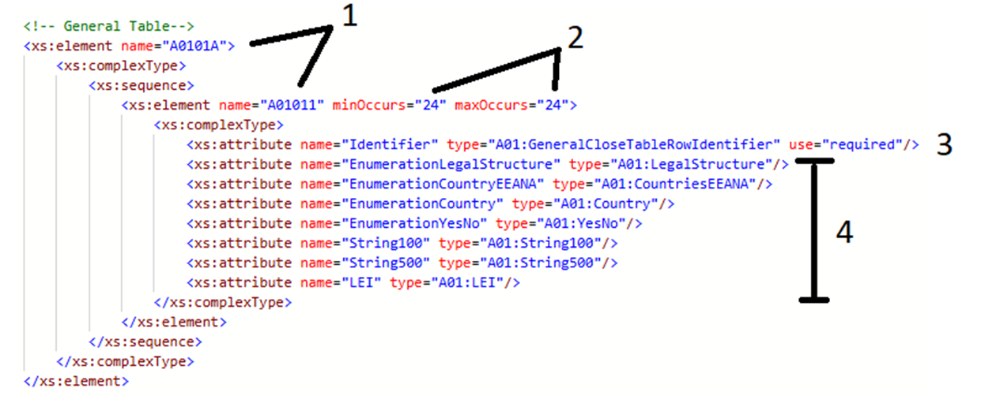 <!-- General Table-->
1
<xs:element name="A0101A">
2
<xs:complexType>
<xs:sequence>
<xs:element name="A01011" minOccurs="24" maxOccurs="24">
<xs:complexType>
<xs:attribute name="Identifier" type="A01:GeneralCloseTableRowIdentifier" use="required"/> 3
<xs:attribute name="EnumerationLegalStructure" type="A01:LegalStructure"/>
<xs:attribute name="EnumerationCountryEEANA" type="A01:CountriesEEANA"/>
<xs:attribute name="EnumerationCountry" type="A01:Country"/>
<xs:attribute name="EnumerationYesNo" type="A01:YesNo"/>
4
<xs:attribute name="String100" type="A01:String100"/>
<xs:attribute name="String500" type="A01:String500"/>
<xs:attribute name="LEI" type="A01:LEI"/>
</xs:complexType>
</xs:element>
</xs:sequence>
</xs:complexType>
</xs:element>